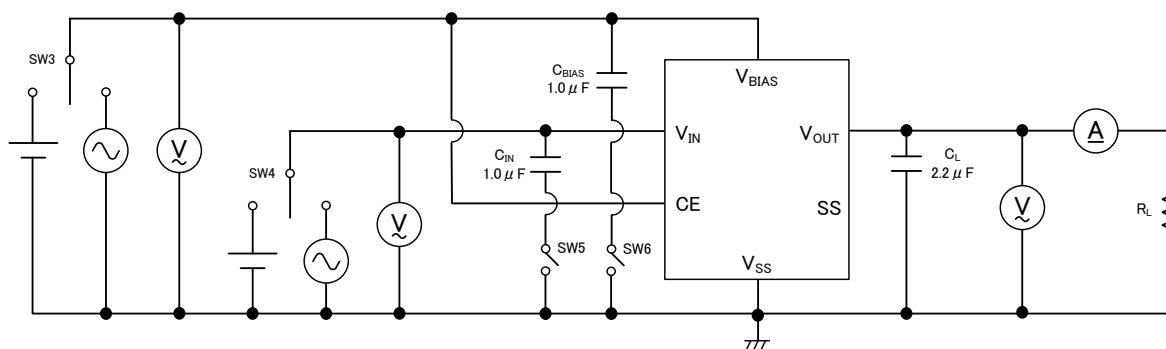 SW3
V
C_BIAS
1.0 μF
V_BIAS
V_IN
V_OUT
A
C_IN
1.0 μF
C_L
2.2 μF
SW4
V
CE
SS
V
R_L
SW5
SW6
V_SS